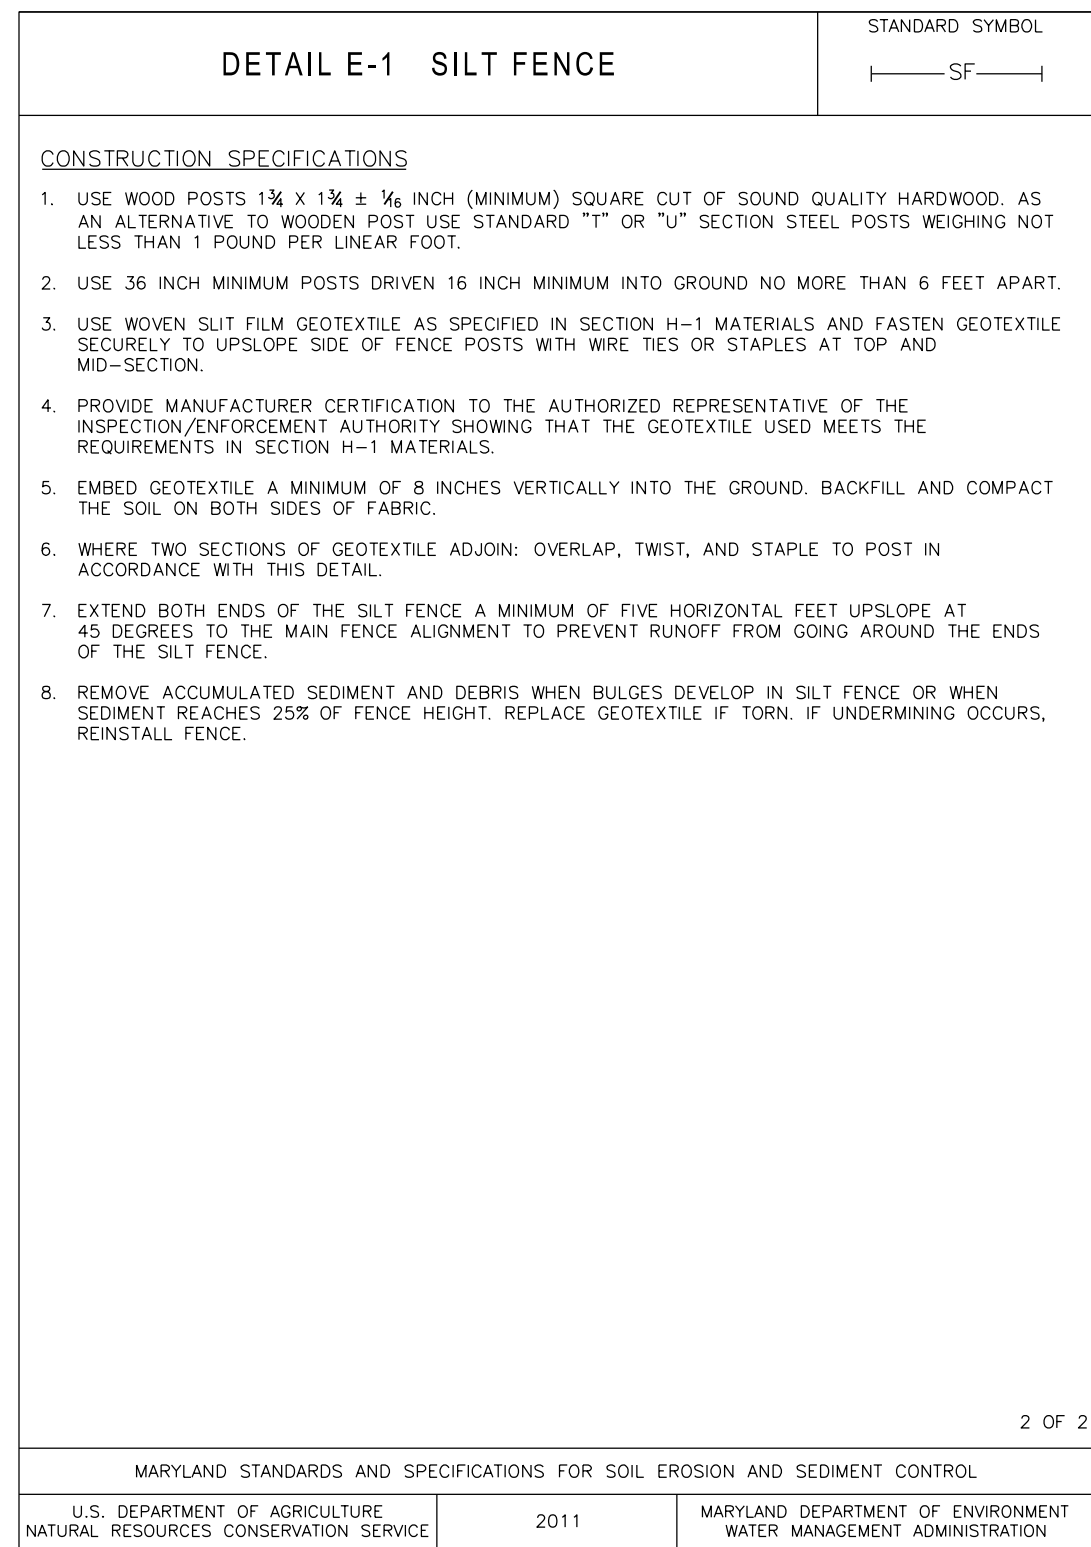 DETAIL E-1 SILT FENCE
STANDARD SYMBOL
SF
CONSTRUCTION SPECIFICATIONS
1. USE WOOD POSTS 1¾ X 1¾ ± 1/16 INCH (MINIMUM) SQUARE CUT OF SOUND QUALITY HARDWOOD. AS
AN ALTERNATIVE TO WOODEN POST USE STANDARD "T" OR "U" SECTION STEEL POSTS WEIGHING NOT
LESS THAN 1 POUND PER LINEAR FOOT.
2. USE 36 INCH MINIMUM POSTS DRIVEN 16 INCH MINIMUM INTO GROUND NO MORE THAN 6 FEET APART.
3. USE WOVEN SLIT FILM GEOTEXTILE AS SPECIFIED IN SECTION H-1 MATERIALS AND FASTEN GEOTEXTILE
SECURELY TO UPSLOPE SIDE OF FENCE POSTS WITH WIRE TIES OR STAPLES AT TOP AND
MID-SECTION.
4. PROVIDE MANUFACTURER CERTIFICATION TO THE AUTHORIZED REPRESENTATIVE OF THE
INSPECTION/ENFORCEMENT AUTHORITY SHOWING THAT THE GEOTEXTILE USED MEETS THE
REQUIREMENTS IN SECTION H-1 MATERIALS.
5. EMBED GEOTEXTILE A MINIMUM OF 8 INCHES VERTICALLY INTO THE GROUND. BACKFILL AND COMPACT
THE SOIL ON BOTH SIDES OF FABRIC.
6. WHERE TWO SECTIONS OF GEOTEXTILE ADJOIN: OVERLAP, TWIST, AND STAPLE TO POST IN
ACCORDANCE WITH THIS DETAIL.
7. EXTEND BOTH ENDS OF THE SILT FENCE A MINIMUM OF FIVE HORIZONTAL FEET UPSLOPE AT
45 DEGREES TO THE MAIN FENCE ALIGNMENT TO PREVENT RUNOFF FROM GOING AROUND THE ENDS
OF THE SILT FENCE.
8. REMOVE ACCUMULATED SEDIMENT AND DEBRIS WHEN BULGES DEVELOP IN SILT FENCE OR WHEN
SEDIMENT REACHES 25% OF FENCE HEIGHT. REPLACE GEOTEXTILE IF TORN. IF UNDERMINING OCCURS,
REINSTALL FENCE.
2 OF 2
MARYLAND STANDARDS AND SPECIFICATIONS FOR SOIL EROSION AND SEDIMENT CONTROL
U.S. DEPARTMENT OF AGRICULTURE
NATURAL RESOURCES CONSERVATION SERVICE
2011
MARYLAND DEPARTMENT OF ENVIRONMENT
WATER MANAGEMENT ADMINISTRATION